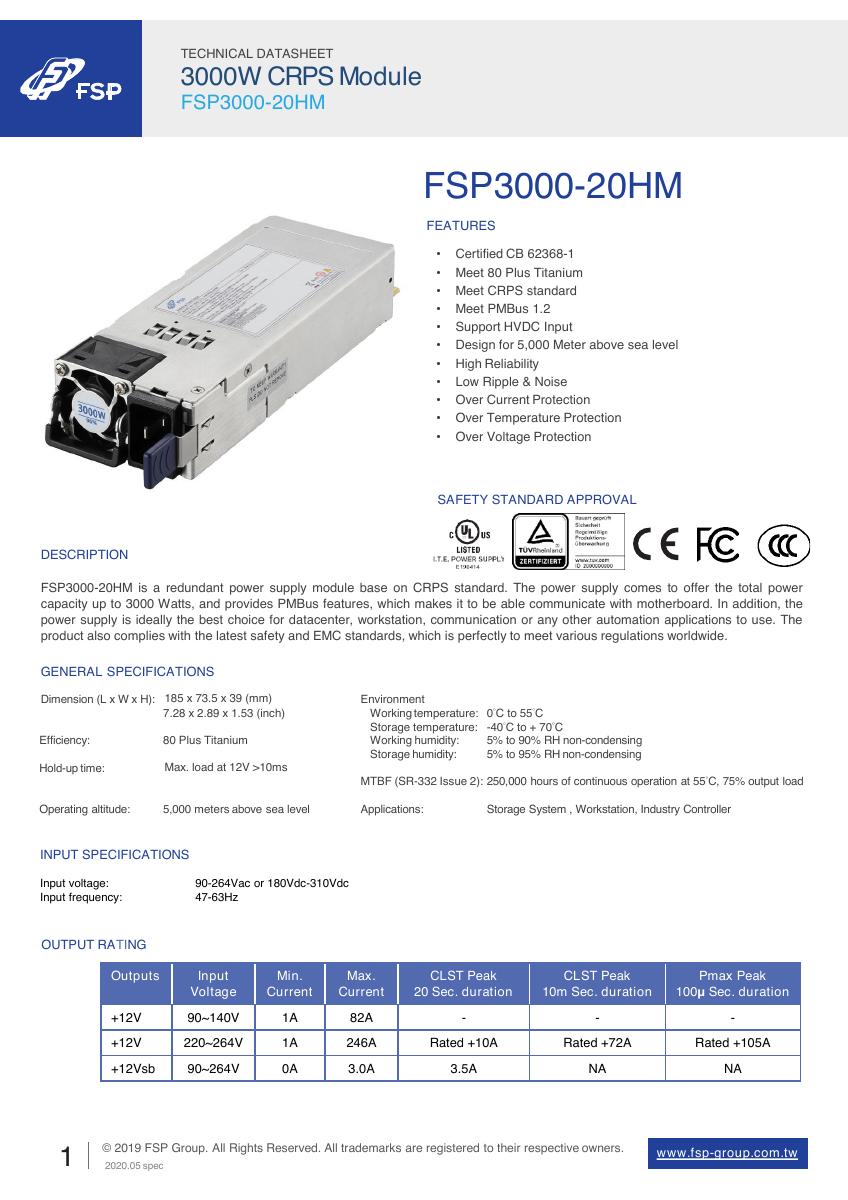 FSP
TECHNICAL DATASHEET
3000W CRPS Module
FSP3000-20HM
FSP3000-20HM
FEATURES
• Certified CB 62368-1
• Meet 80 Plus Titanium
• Meet CRPS standard
• Meet PMBus 1.2
• Support HVDC Input
• Design for 5,000 Meter above sea level
• High Reliability
• Low Ripple & Noise
• Over Current Protection
• Over Temperature Protection
• Over Voltage Protection
FSP
3000W
SAFETY STANDARD APPROVAL
C UL US
LISTED
I.T.E. POWER SUPPLY
E190414
TÜVRheinland
ZERTIFIZIERT
Bauart geprüft
Sicherheit
Regelmäßige
Produktions-
überwachung
www.tuv.com
ID 2000000000
CE
FC
CCC
DESCRIPTION
FSP3000-20HM is a redundant power supply module base on CRPS standard. The power supply comes to offer the total power
capacity up to 3000 Watts, and provides PMBus features, which makes it to be able communicate with motherboard. In addition, the
power supply is ideally the best choice for datacenter, workstation, communication or any other automation applications to use. The
product also complies with the latest safety and EMC standards, which is perfectly to meet various regulations worldwide.
GENERAL SPECIFICATIONS
Dimension (L x W x H): 185 x 73.5 x 39 (mm)
7.28 x 2.89 x 1.53 (inch)
Efficiency: 80 Plus Titanium
Hold-up time: Max. load at 12V >10ms
Operating altitude: 5,000 meters above sea level
Environment
Working temperature: 0°C to 55°C
Storage temperature: -40°C to + 70°C
Working humidity: 5% to 90% RH non-condensing
Storage humidity: 5% to 95% RH non-condensing
MTBF (SR-332 Issue 2): 250,000 hours of continuous operation at 55°C, 75% output load
Applications: Storage System , Workstation, Industry Controller
INPUT SPECIFICATIONS
Input voltage: 90-264Vac or 180Vdc-310Vdc
Input frequency: 47-63Hz
OUTPUT RATING
Outputs Input Voltage Min. Current Max. Current CLST Peak 20 Sec. duration CLST Peak 10m Sec. duration Pmax Peak 100µ Sec. duration
+12V 90~140V 1A 82A - - -
+12V 220~264V 1A 246A Rated +10A Rated +72A Rated +105A
+12Vsb 90~264V 0A 3.0A 3.5A NA NA
1
© 2019 FSP Group. All Rights Reserved. All trademarks are registered to their respective owners.
2020.05 spec
www.fsp-group.com.tw